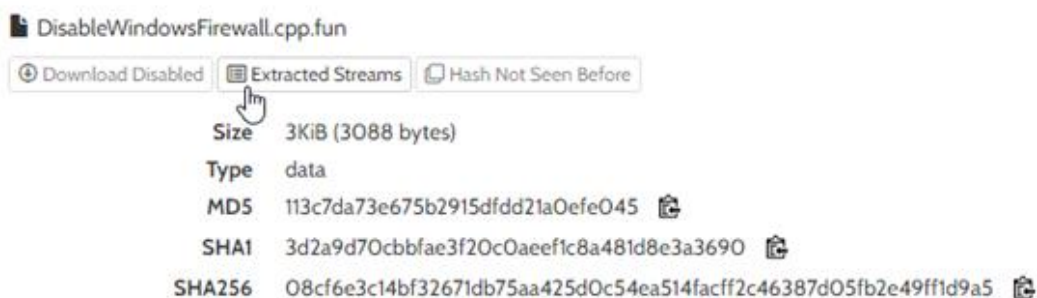 DisableWindowsFirewall.cpp.fun
Download Disabled Extracted Streams Hash Not Seen Before
Size 3KiB (3088 bytes)
Type data
MD5 113c7da73e675b2915dfdd21a0efe045
SHA1 3d2a9d70cbbfae3f20c0aeef1c8a481d8e3a3690
SHA256 08cf6e3c14bf32671db75aa425d0c54ea514facff2c46387d05fb2e49ff1d9a5